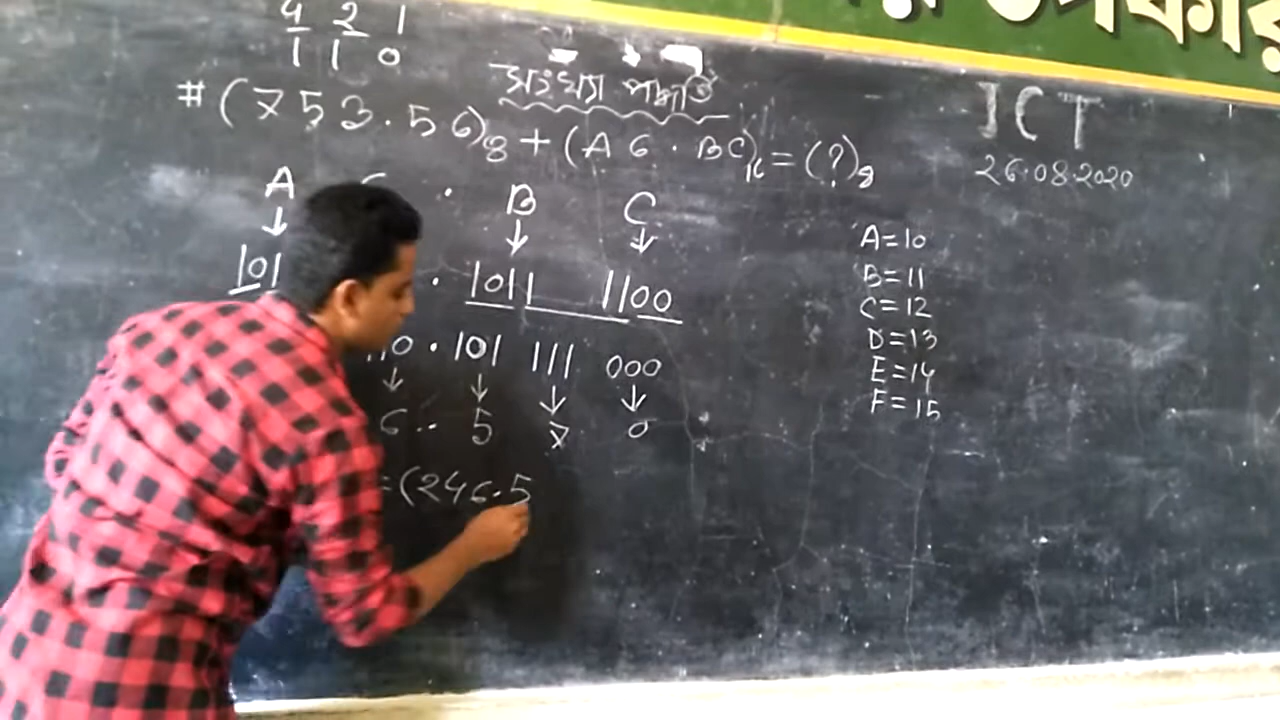 4 2 1
1 1 0
সংখ্যা পদ্ধতি
# (753.56)8 + (A6.BC)16 = (?)8
ICT
26.08.2020
A . B C
↓ ↓ ↓
101 . 1011 1100
10 . 101 111 000
↓ ↓ ↓ ↓
6 . 5 7 0
= (246.5
A=10
B=11
C=12
D=13
E=14
F=15